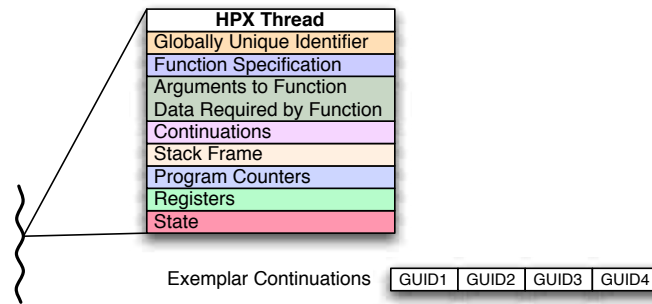 HPX Thread
Globally Unique Identifier
Function Specification
Arguments to Function
Data Required by Function
Continuations
Stack Frame
Program Counters
Registers
State
Exemplar Continuations GUID1 GUID2 GUID3 GUID4